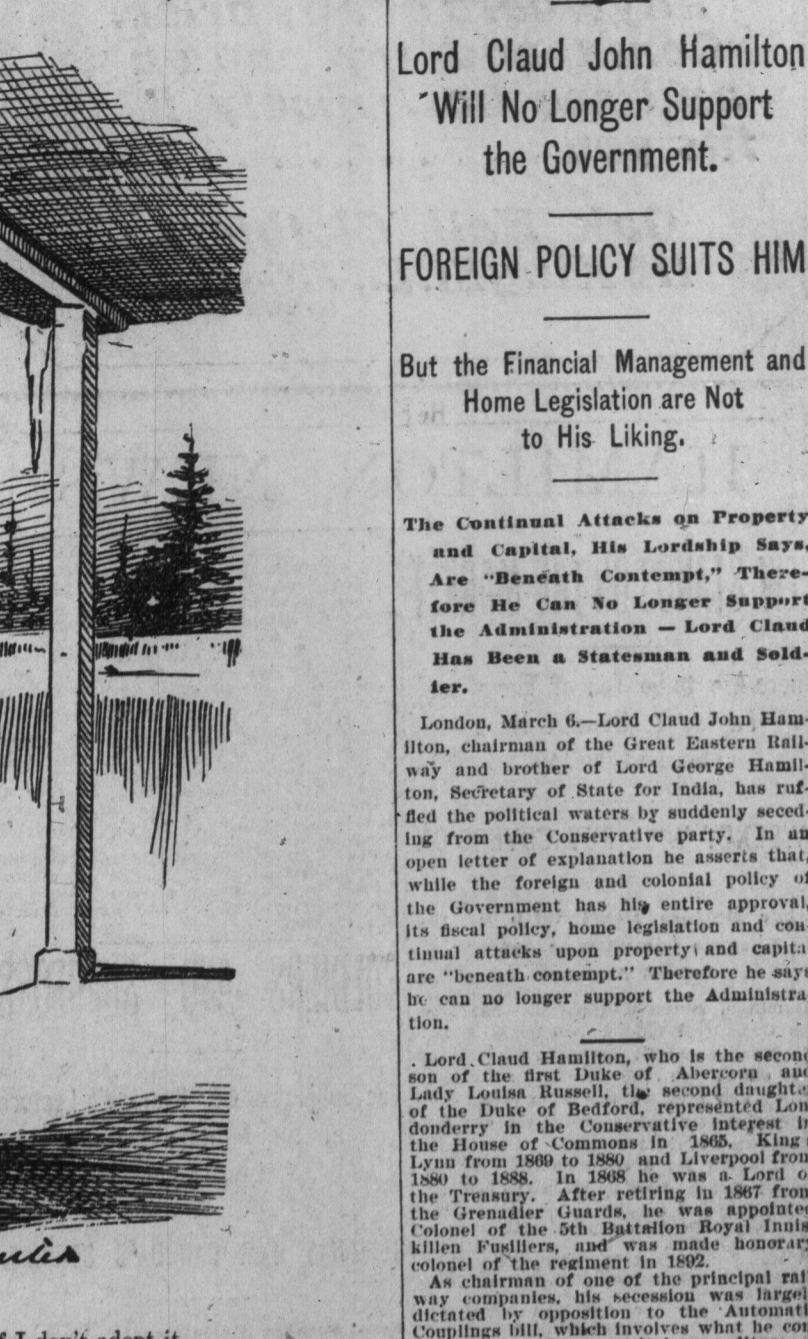 Lord Claud John Hamilton
Will No Longer Support
the Government.
FOREIGN POLICY SUITS HIM
But the Financial Management and
Home Legislation are Not
to His Liking.
The Continual Attacks on Property
and Capital, His Lordship Says,
Are "Beneath Contempt," There-
fore He Can No Longer Support
the Administration — Lord Claud
Has Been a Statesman and Sold-
ier.
London, March 6.—Lord Claud John Ham-
ilton, chairman of the Great Eastern Rail-
way and brother of Lord George Hamil-
ton, Secretary of State for India, has ruf-
fled the political waters by suddenly seced-
ing from the Conservative party. In an
open letter of explanation he asserts that,
while the foreign and colonial policy of
the Government has his entire approval,
its fiscal policy, home legislation and con-
tinual attacks upon property and capita
are "beneath contempt." Therefore he says
he can no longer support the Administra
tion.
Lord Claud Hamilton, who is the second
son of the first Duke of Abercorn and
Lady Louisa Russell, the second daughte
of the Duke of Bedford, represented Lon
donderry in the Conservative interest in
the House of Commons in 1865, King
Lynn from 1869 to 1880 and Liverpool from
1880 to 1888. In 1868 he was a Lord o
the Treasury. After retiring in 1867 from
the Grenadier Guards, he was appointed
Colonel of the 5th Battalion Royal Innis
killen Fusiliers, and was made honorary
colonel of the regiment in 1892.
As chairman of one of the principal rail
way companies, his secession was largel
dictated by opposition to the Automati
Couplings bill, which involves what he con
I don't adopt it